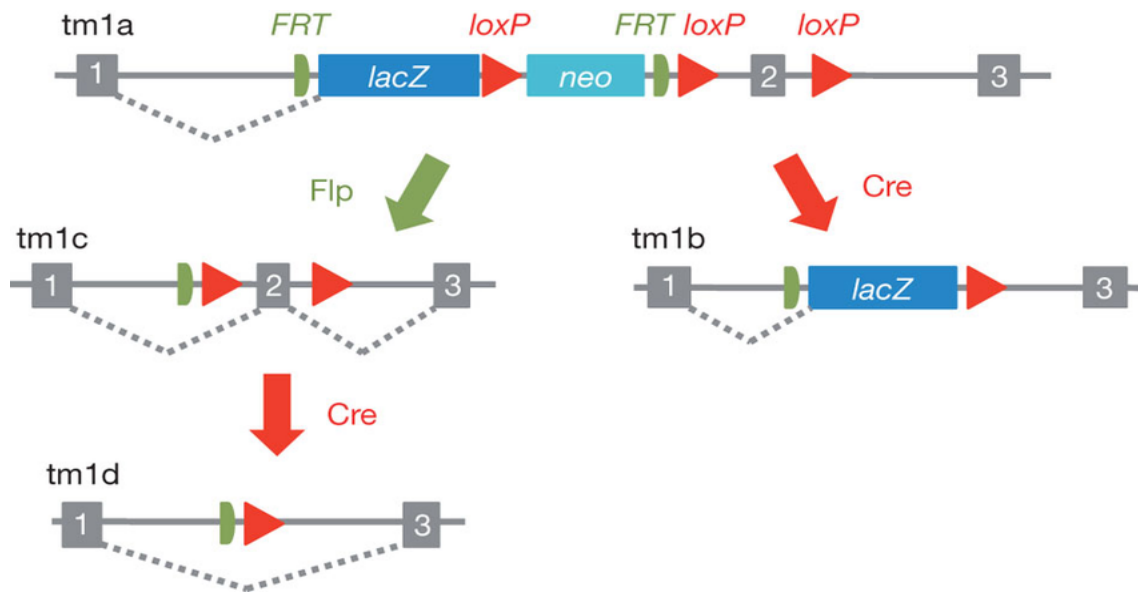 tm1a FRT loxP FRT loxP loxP
1 lacZ neo 2 3
Flp Cre
tm1c tm1b
1 2 3 1 lacZ 3
Cre
tm1d
1 3